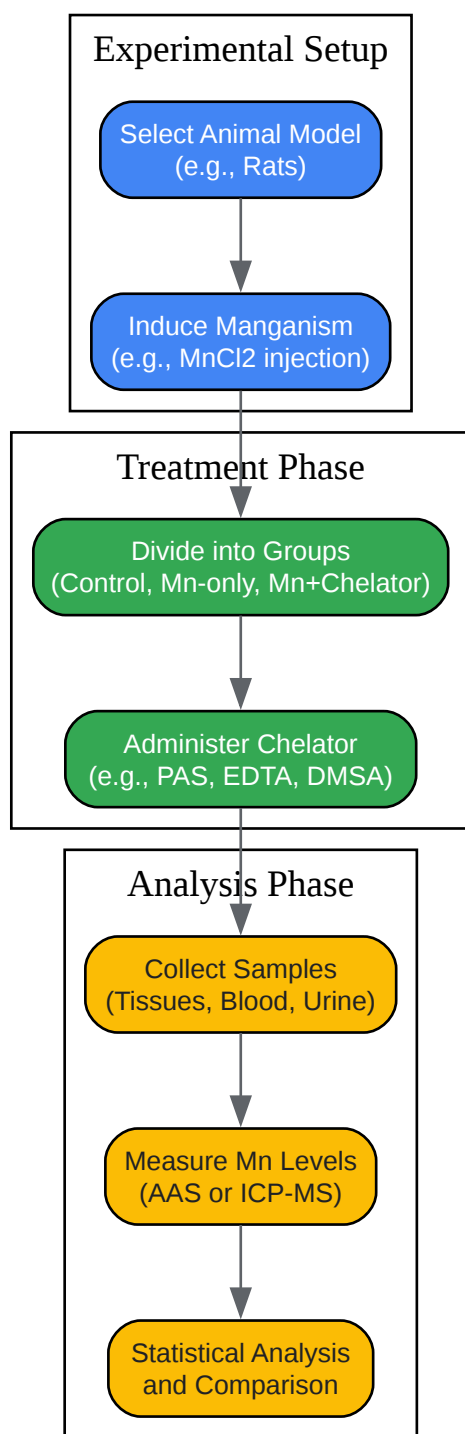 Experimental Setup
Select Animal Model
(e.g., Rats)
Induce Manganism
(e.g., MnCl2 injection)
Treatment Phase
Divide into Groups
(Control, Mn-only, Mn+Chelator)
Administer Chelator
(e.g., PAS, EDTA, DMSA)
Analysis Phase
Collect Samples
(Tissues, Blood, Urine)
Measure Mn Levels
(AAS or ICP-MS)
Statistical Analysis
and Comparison